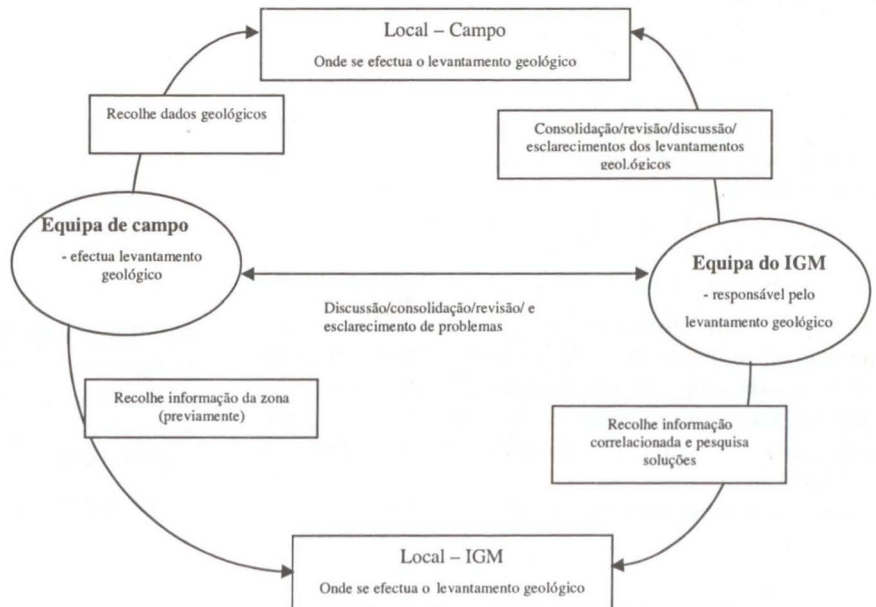 Local – Campo
Onde se efectua o levantamento geológico
Recolhe dados geológicos
Consolidação/revisão/discussão/
esclarecimentos dos levantamentos
geol.ógicos
Equipa de campo
- efectua levantamento
geológico
Equipa do IGM
- responsável pelo
levantamento geológico
Discussão/consolidação/revisão/ e
esclarecimento de problemas
Recolhe informação da zona
(previamente)
Recolhe informação
correlacionada e pesquisa
soluções
Local – IGM
Onde se efectua o levantamento geológico